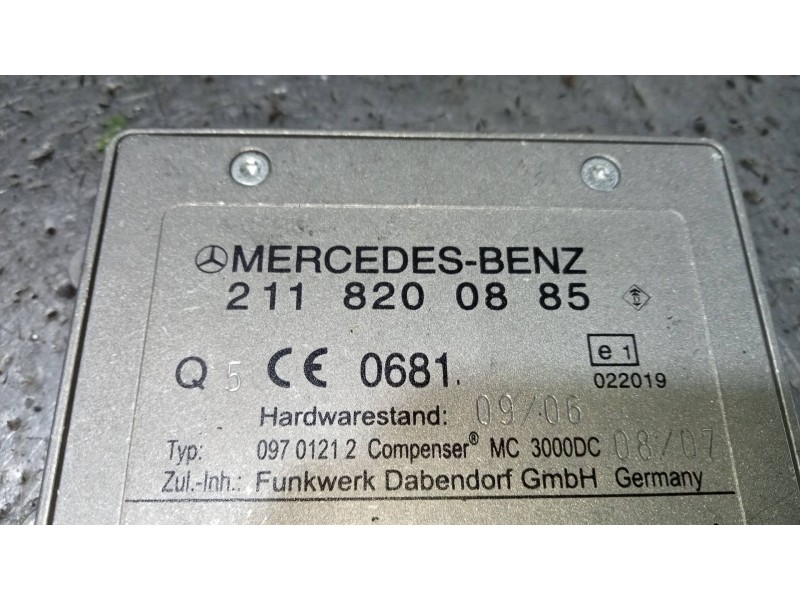 MERCEDES-BENZ
211 820 08 85
Q 5 CE 0681 e 1
022019
Hardwarestand: 09/06
Typ: 097 0121 2 Compenser® MC 3000DC 08/07
Zul.-Inh.: Funkwerk Dabendorf GmbH Germany